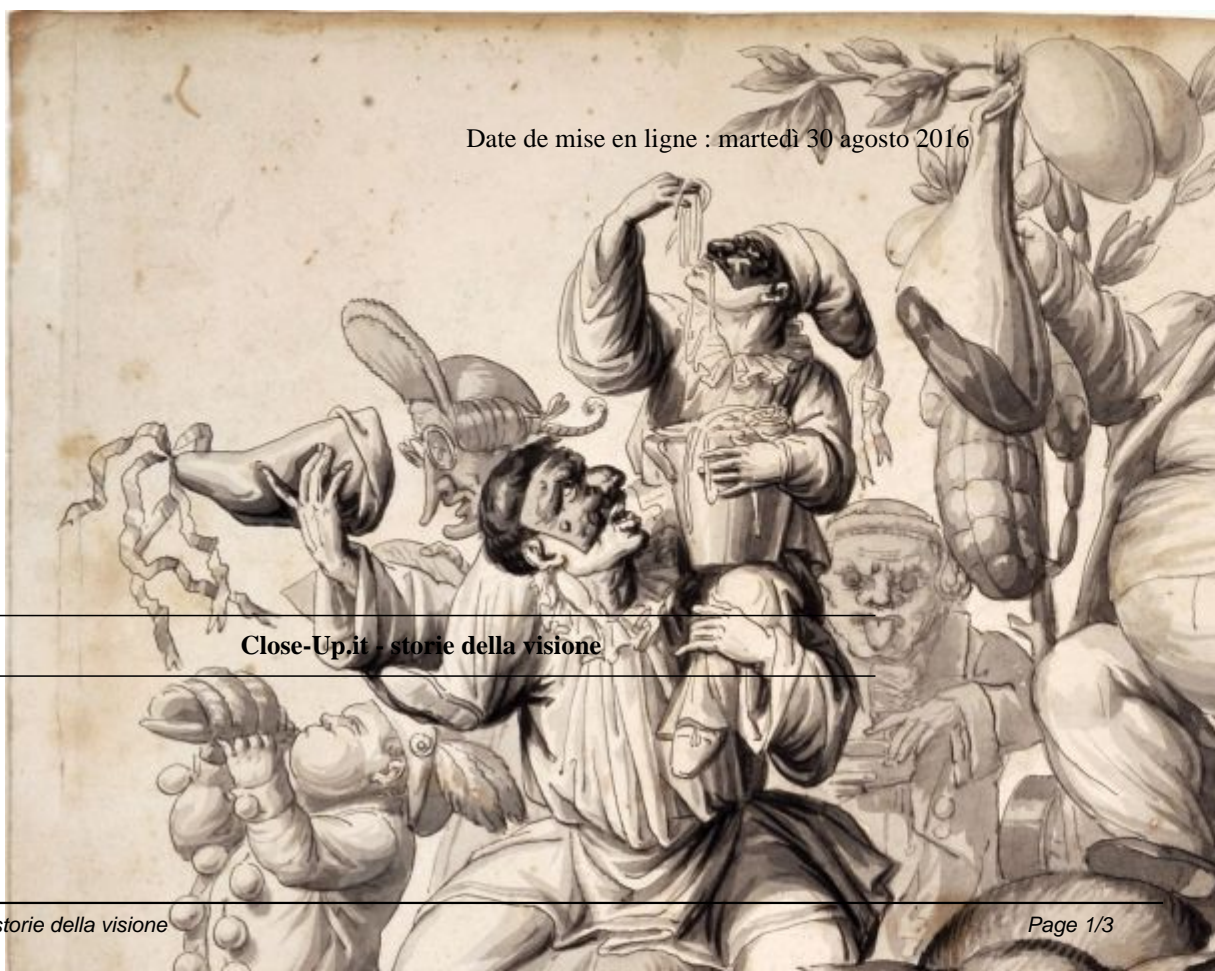 Date de mise en ligne : martedì 30 agosto 2016
Close-Up.it - storie della visione
storie della visione
Page 1/3